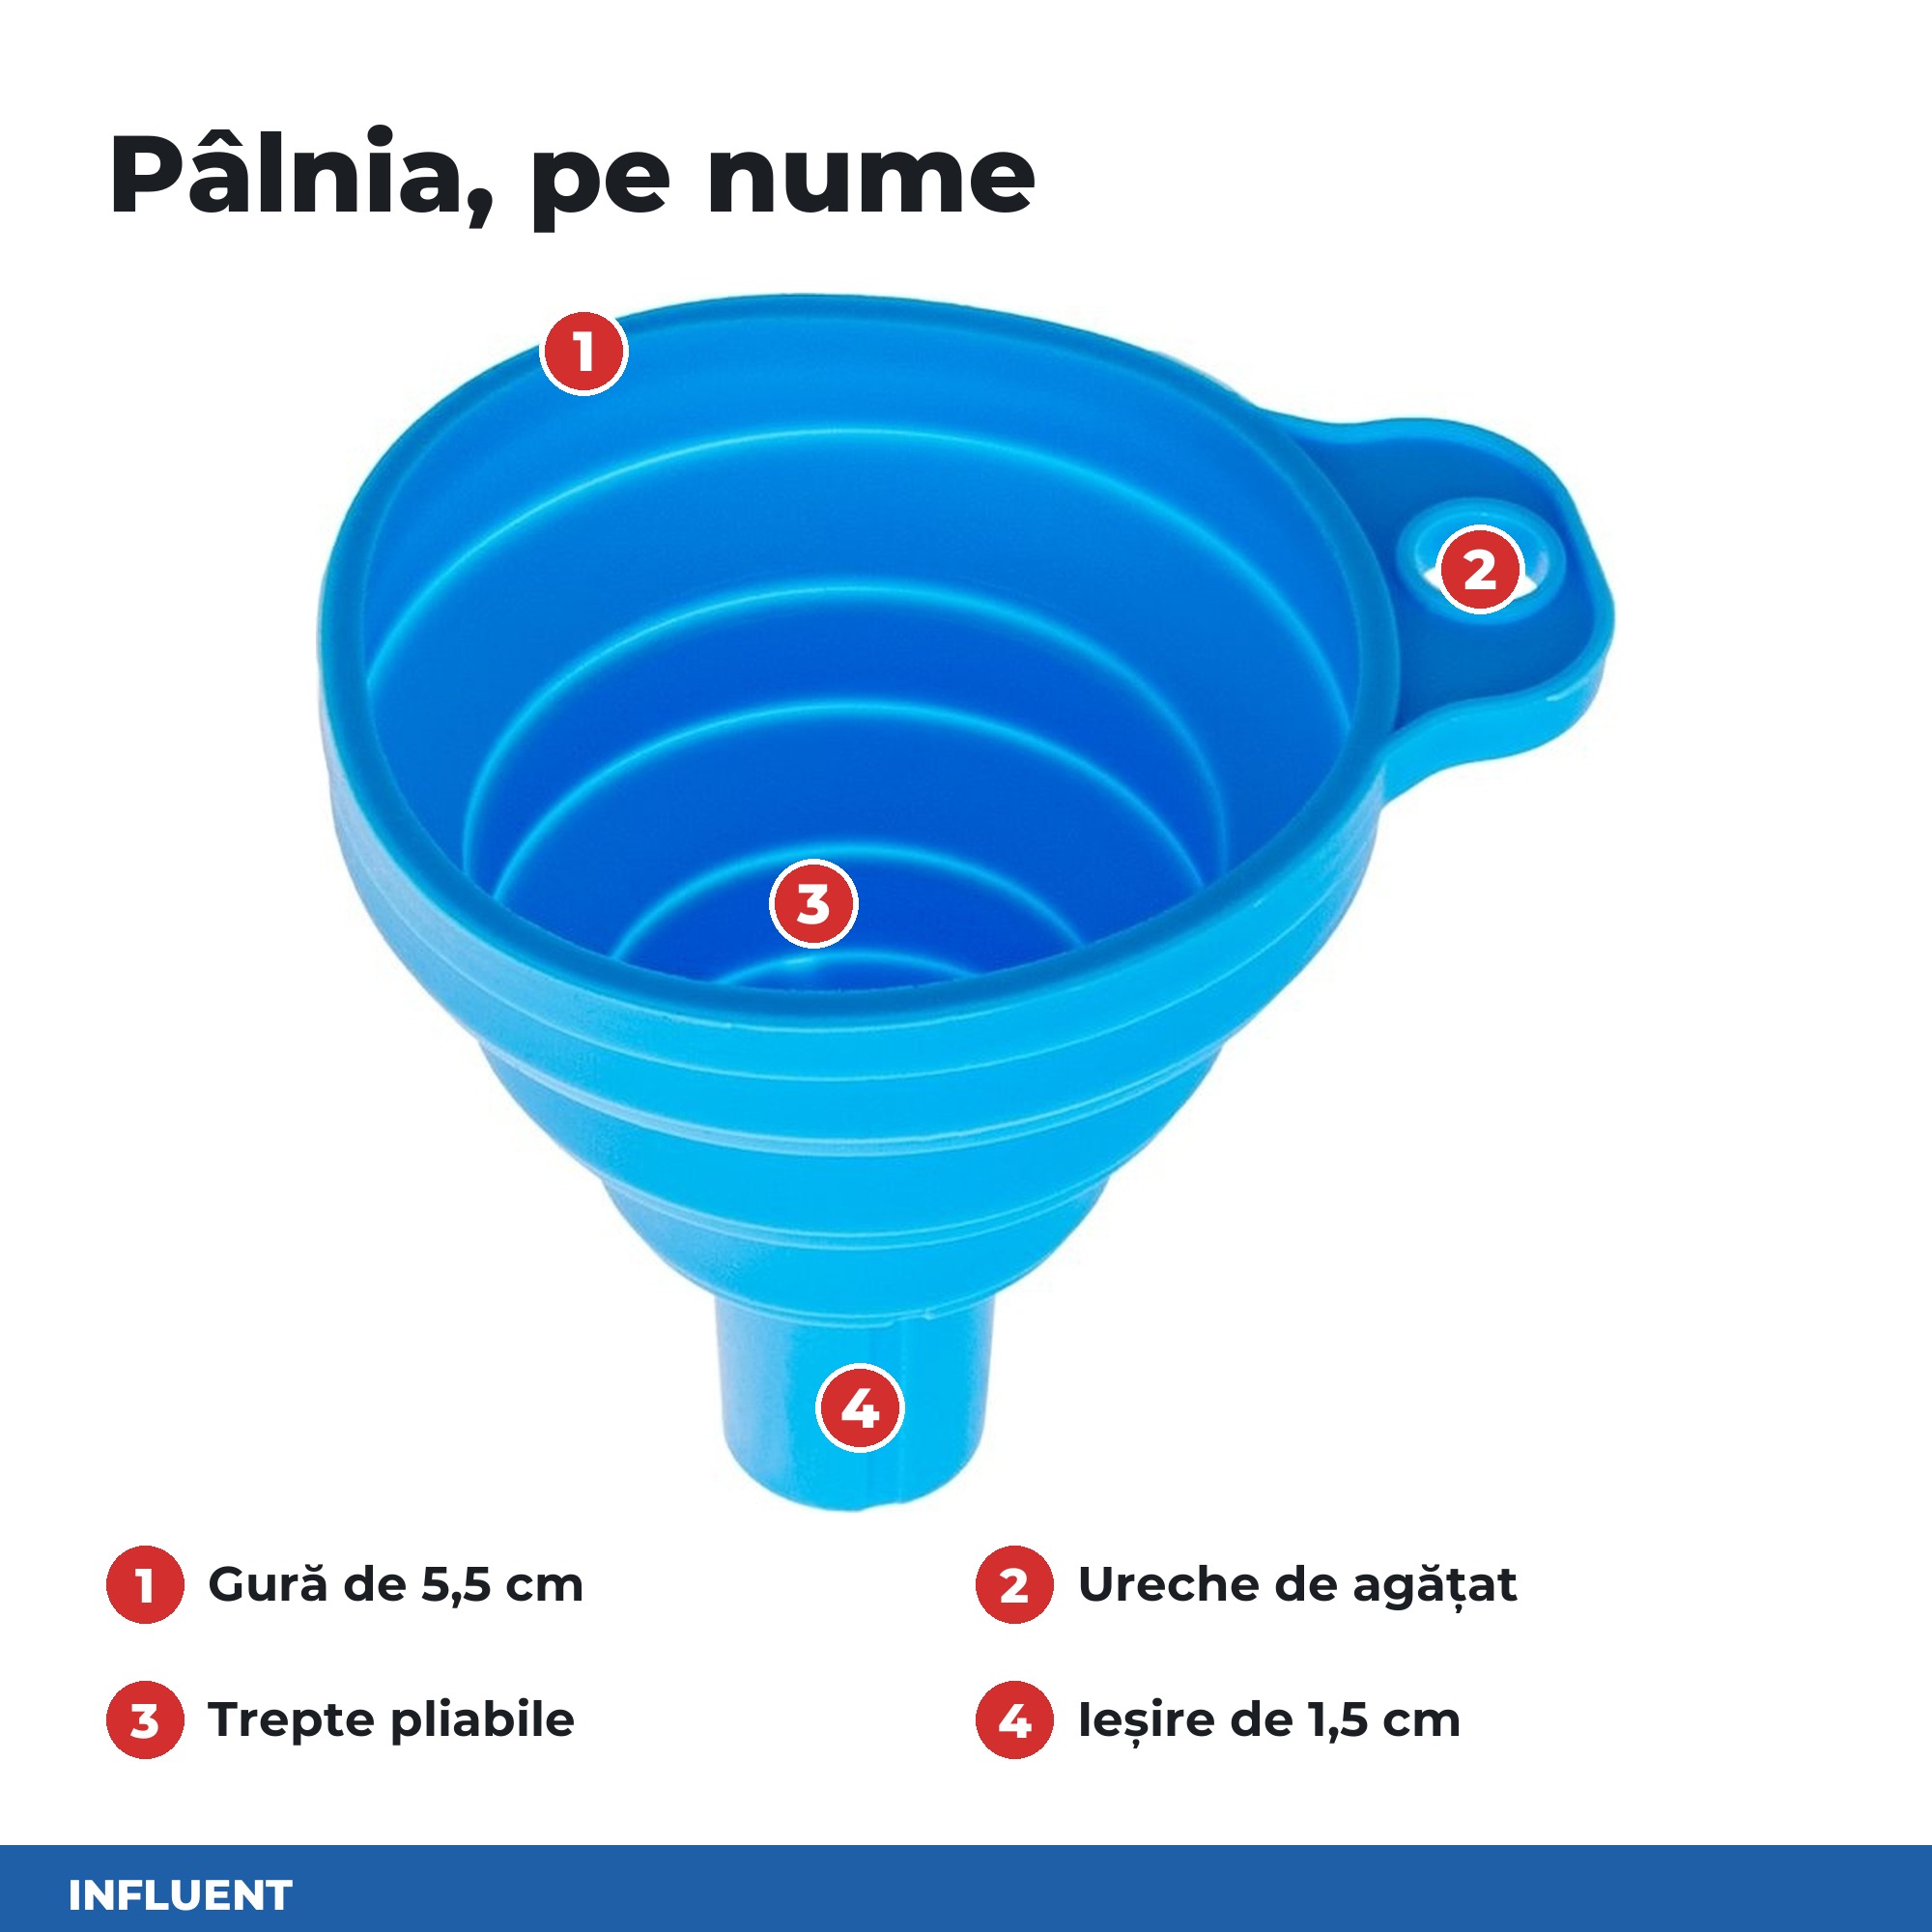 Pâlnia, pe nume
1
2
3
4
1 Gură de 5,5 cm
2 Ureche de agățat
3 Trepte pliabile
4 Ieșire de 1,5 cm
INFLUENT